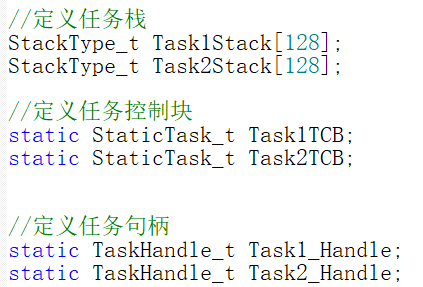 //定义任务栈
StackType_t Task1Stack[128];
StackType_t Task2Stack[128];
//定义任务控制块
static StaticTask_t Task1TCB;
static StaticTask_t Task2TCB;
//定义任务句柄
static TaskHandle_t Task1_Handle;
static TaskHandle_t Task2_Handle;